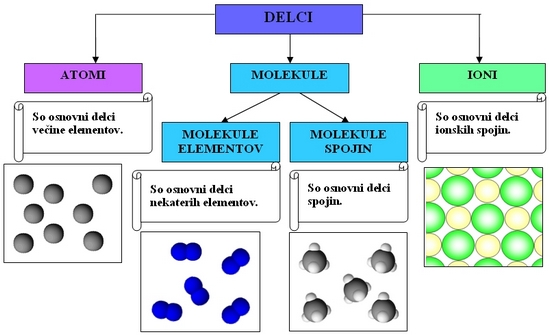 DELCI
ATOMI
MOLEKULE
IONI
So osnovni delci
večine elementov.
So osnovni delci
ionskih spojin.
MOLEKULE
ELEMENTOV
MOLEKULE
SPOJIN
So osnovni delci
nekaterih elementov.
So osnovni delci
spojin.